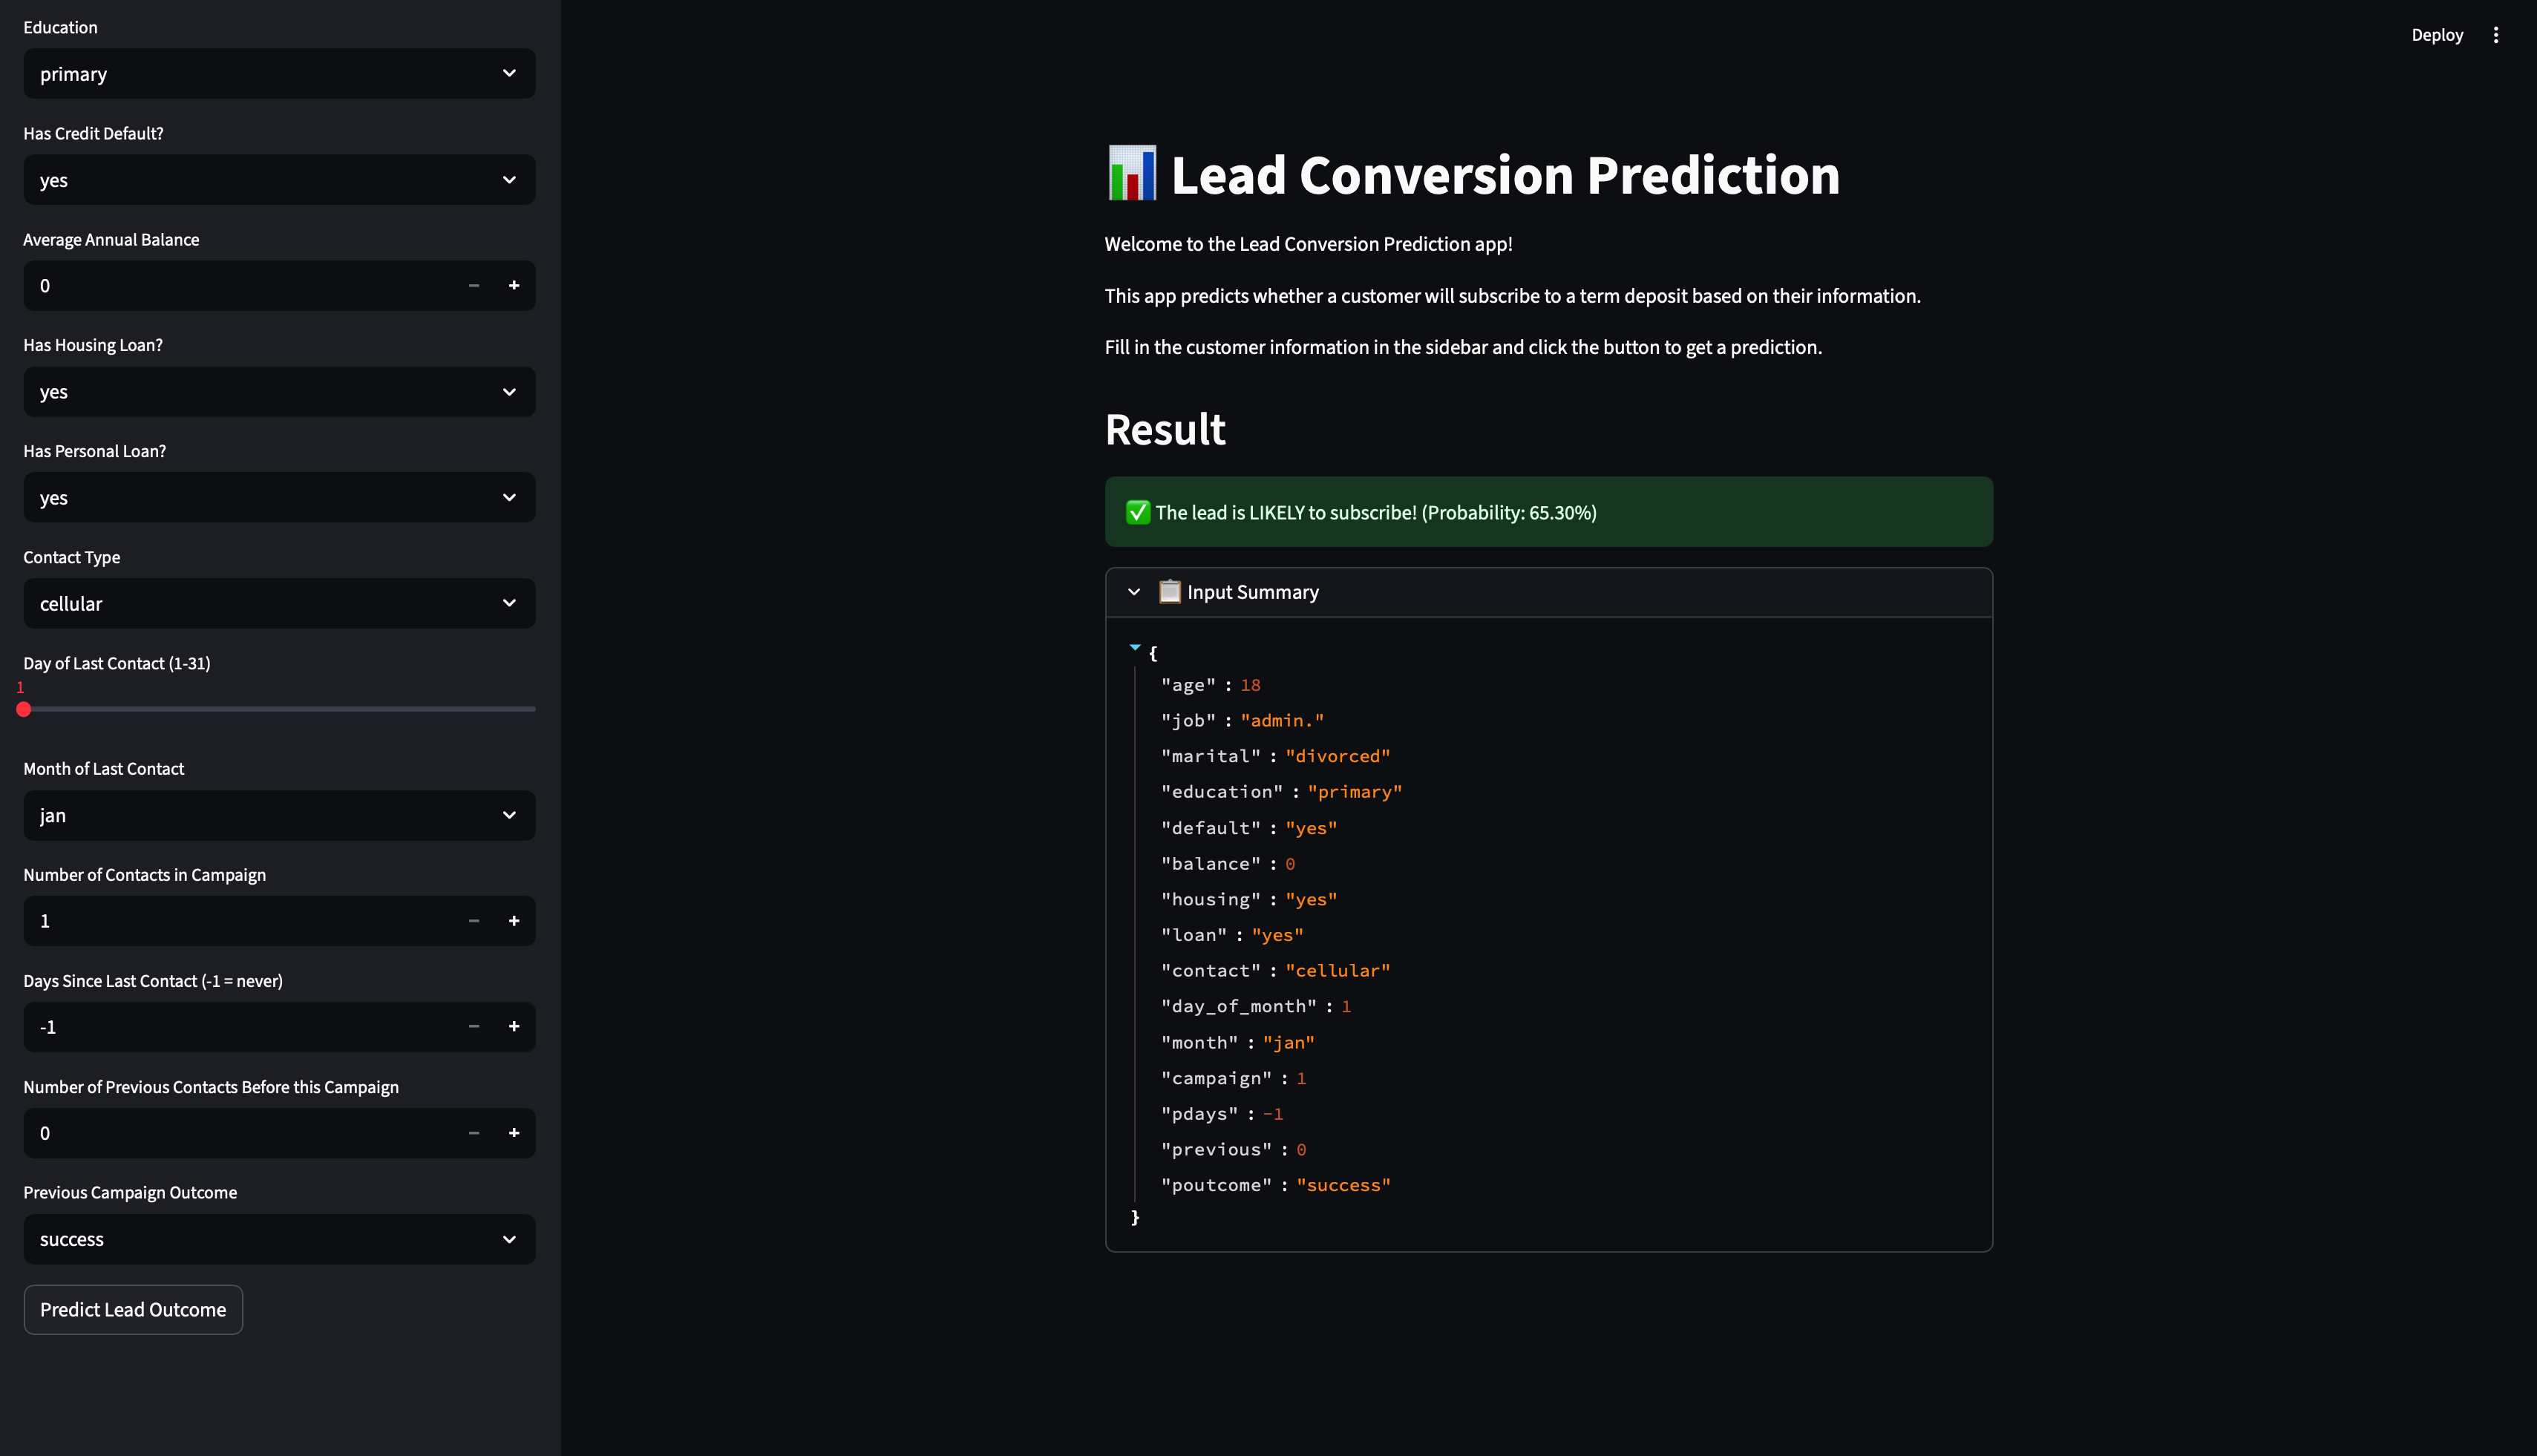 Education
primary
Has Credit Default?
yes
Average Annual Balance
0
Has Housing Loan?
yes
Has Personal Loan?
yes
Contact Type
cellular
Day of Last Contact (1-31)
1
Month of Last Contact
jan
Number of Contacts in Campaign
1
Days Since Last Contact (-1 = never)
-1
Number of Previous Contacts Before this Campaign
0
Previous Campaign Outcome
success
Predict Lead Outcome
Deploy
Lead Conversion Prediction
Welcome to the Lead Conversion Prediction app!
This app predicts whether a customer will subscribe to a term deposit based on their information.
Fill in the customer information in the sidebar and click the button to get a prediction.
Result
✅ The lead is LIKELY to subscribe! (Probability: 65.30%)
Input Summary
{
"age" : 18
"job" : "admin."
"marital" : "divorced"
"education" : "primary"
"default" : "yes"
"balance" : 0
"housing" : "yes"
"loan" : "yes"
"contact" : "cellular"
"day_of_month" : 1
"month" : "jan"
"campaign" : 1
"pdays" : -1
"previous" : 0
"poutcome" : "success"
}